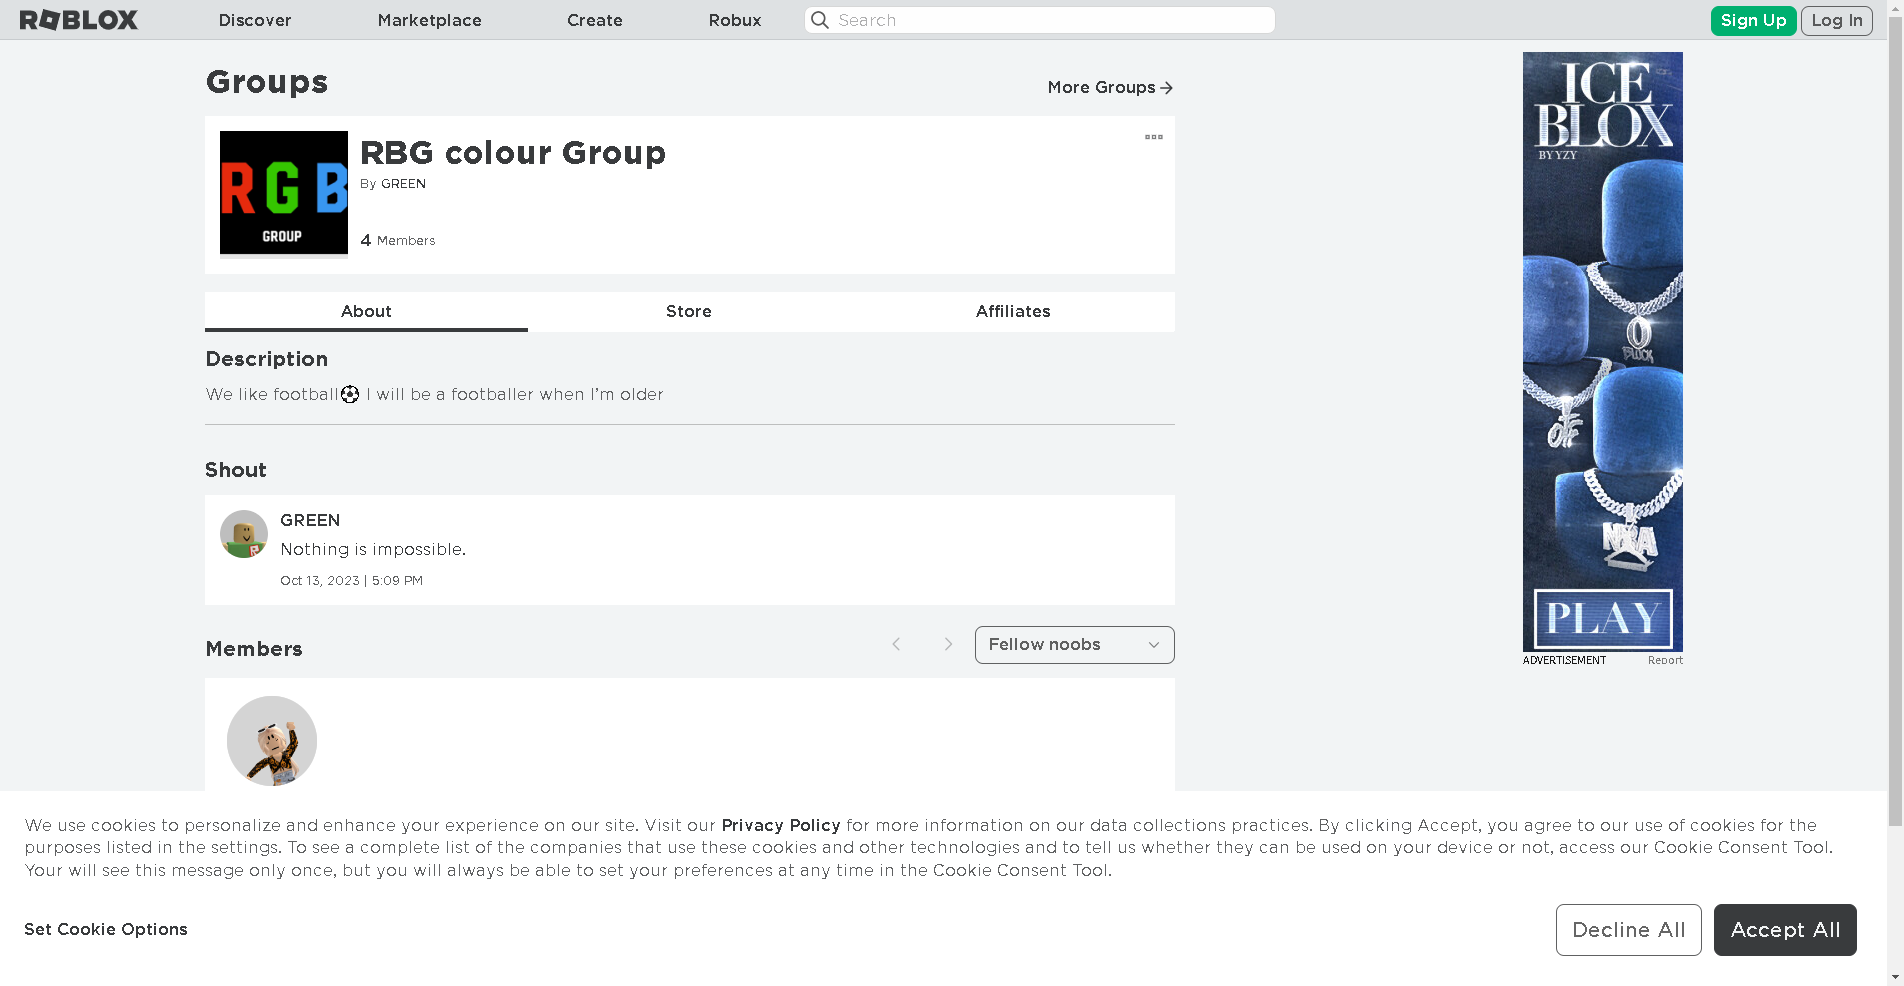 ROBLOX
Discover
Marketplace
Create
Robux
Search
Sign Up
Log In
Groups
More Groups
RGB
GROUP
RBG colour Group
By GREEN
4 Members
About
Store
Affiliates
Description
We like football⚽ I will be a footballer when I’m older
Shout
GREEN
Nothing is impossible.
Oct 13, 2023 | 5:09 PM
Members
Fellow noobs
ICE
BLOX
BY YZY
O
BLOCK
OTF
NBA
PLAY
ADVERTISEMENT
Report
We use cookies to personalize and enhance your experience on our site. Visit our Privacy Policy for more information on our data collections practices. By clicking Accept, you agree to our use of cookies for the
purposes listed in the settings. To see a complete list of the companies that use these cookies and other technologies and to tell us whether they can be used on your device or not, access our Cookie Consent Tool.
Your will see this message only once, but you will always be able to set your preferences at any time in the Cookie Consent Tool.
Set Cookie Options
Decline All
Accept All